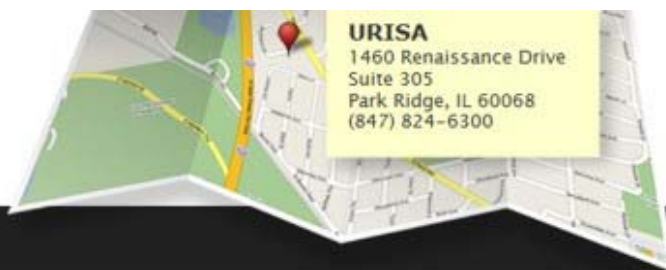 URISA
1460 Renaissance Drive
Suite 305
Park Ridge, IL 60068
(847) 824-6300